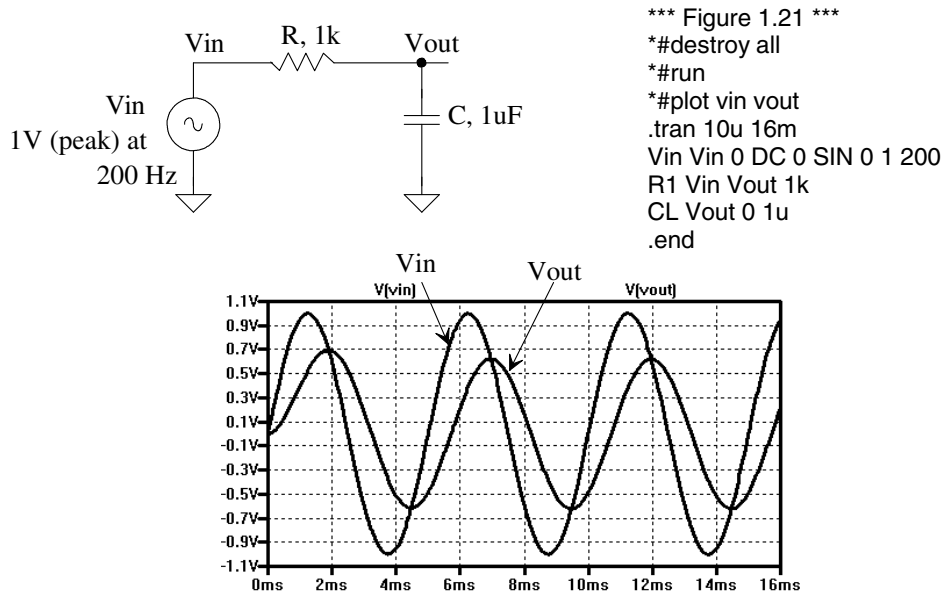 Vin
R, 1k
Vout
Vin
1V (peak) at
200 Hz
C, 1uF
*** Figure 1.21 ***
*#destroy all
*#run
*#plot vin vout
.tran 10u 16m
Vin Vin 0 DC 0 SIN 0 1 200
R1 Vin Vout 1k
CL Vout 0 1u
.end
Vin
Vout
V(vin)
V(vout)
1.1V
0.9V
0.7V
0.5V
0.3V
0.1V
-0.1V
-0.3V
-0.5V
-0.7V
-0.9V
-1.1V
0ms 2ms 4ms 6ms 8ms 10ms 12ms 14ms 16ms